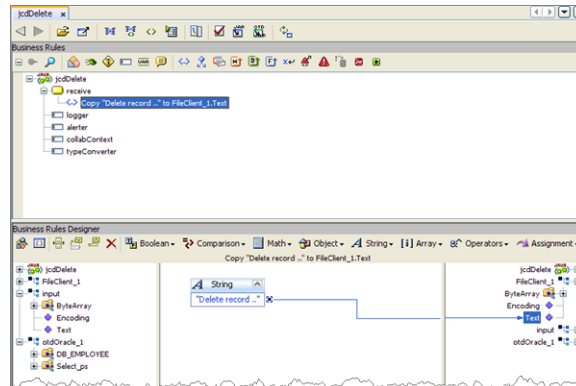 jcdDelete
Business Rules
jcdDelete
receive
Copy "Delete record .." to FileClient_1.Text
logger
alerter
collabContext
typeConverter
Business Rules Designer
Boolean Comparison Math Object String Array Operators Assignment
Copy "Delete record .." to FileClient_1.Text
jcdDelete
FileClient_1
input
ByteArray
Encoding
Text
otdOracle_1
DB_EMPLOYEE
Select_ps
String
"Delete record .."
jcdDelete
FileClient_1
ByteArray
Encoding
Text
input
otdOracle_1